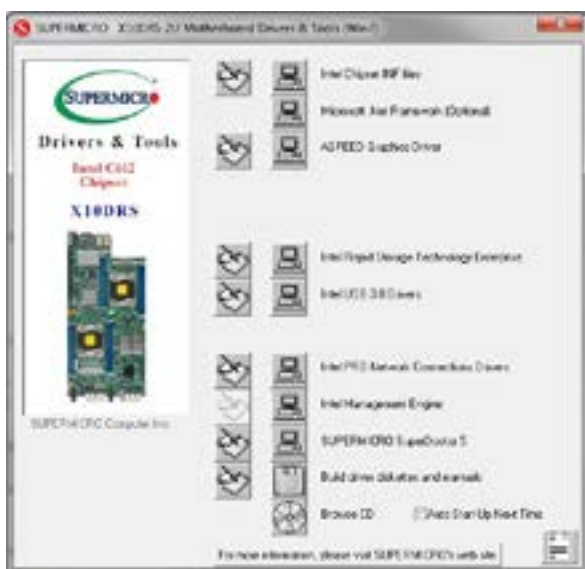 SUPERMICRO X10DRS-2U Motherboard Drivers & Tools (Win7)
SUPERMICRO
Drivers & Tools
Intel C612
Chipset
X10DRS
SUPERMICRO Computer Inc.
Intel Chipset INF files
Microsoft .Net Framework (Optional)
ASPEED Graphics Driver
Intel Rapid Storage Technology Enterprise
Intel USB 3.0 Drivers
Intel PRO Network Connections Drivers
Intel Management Engine
SUPERMICRO SuperDoctor 5
Build driver diskettes and manuals
Browse CD
Auto Start Up Next Time
For more information, please visit SUPERMICRO's web site